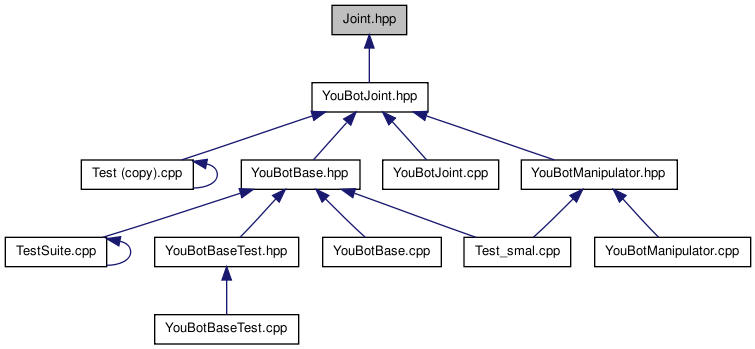 Joint.hpp
YouBotJoint.hpp
Test (copy).cpp
YouBotBase.hpp
YouBotJoint.cpp
YouBotManipulator.hpp
TestSuite.cpp
YouBotBaseTest.hpp
YouBotBase.cpp
Test_smal.cpp
YouBotManipulator.cpp
YouBotBaseTest.cpp